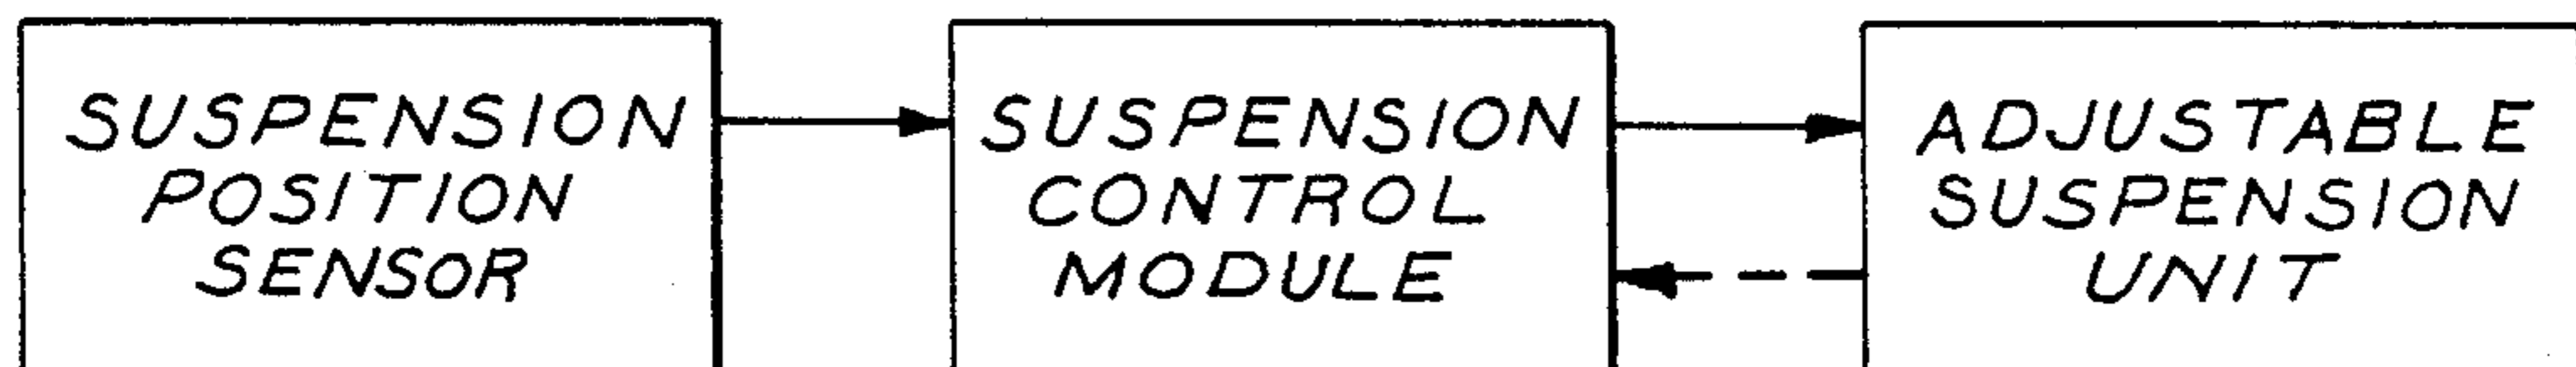 SUSPENSION
POSITION
SENSOR
SUSPENSION
CONTROL
MODULE
ADJUSTABLE
SUSPENSION
UNIT